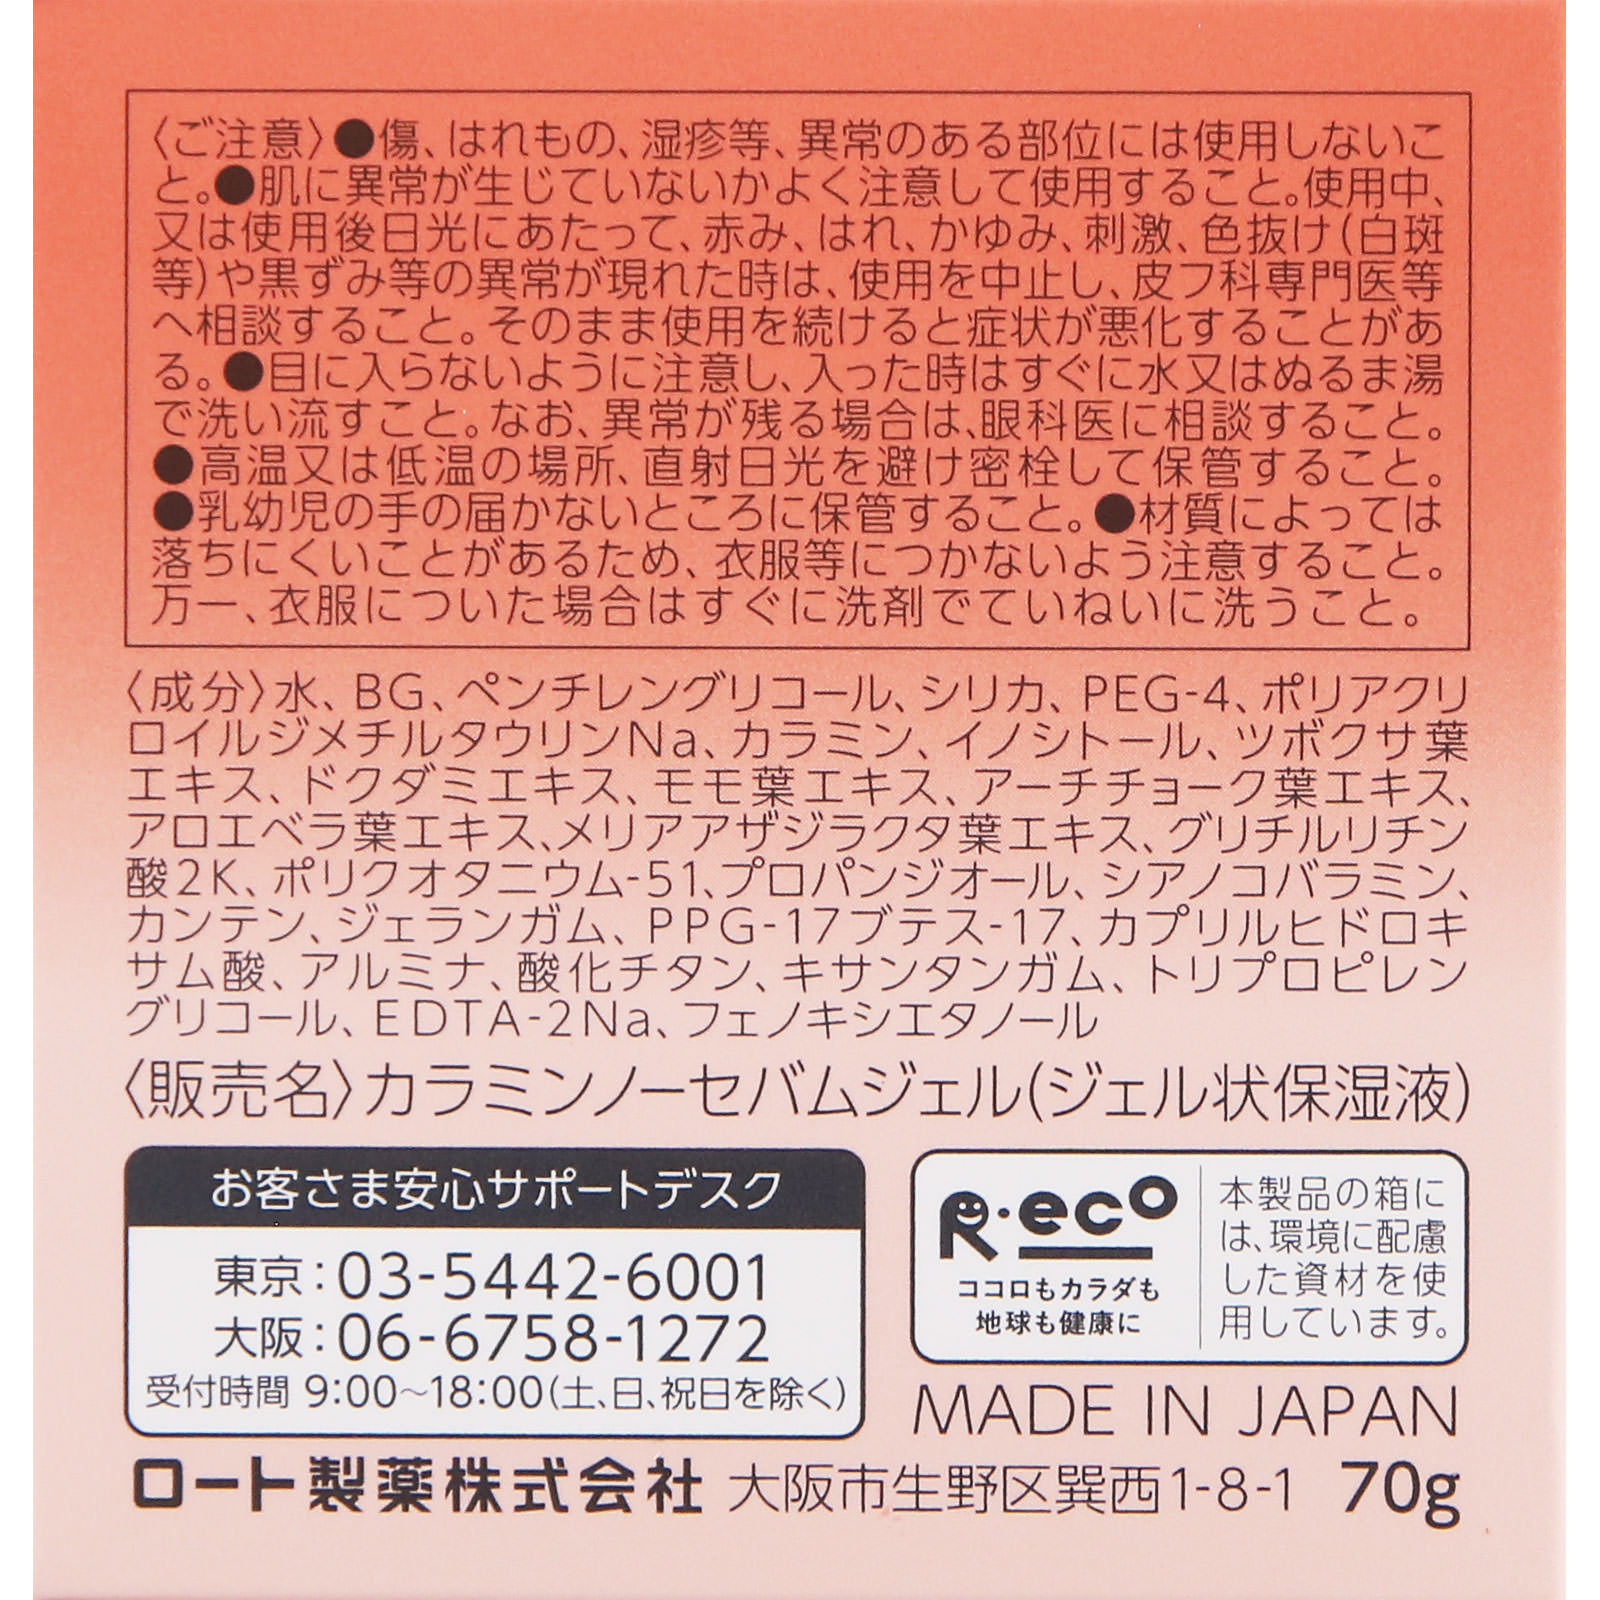 〈ご注意〉●傷、はれもの、湿疹等、異常のある部位には使用しないこ
と。●肌に異常が生じていないかよく注意して使用すること。使用中、
又は使用後日光にあたって、赤み、はれ、かゆみ、刺激、色抜け(白斑
等)や黒ずみ等の異常が現れた時は、使用を中止し、皮フ科専門医等
へ相談すること。そのまま使用を続けると症状が悪化することがあ
る。●目に入らないように注意し、入った時はすぐに水又はぬるま湯
で洗い流すこと。なお、異常が残る場合は、眼科医に相談すること。
●高温又は低温の場所、直射日光を避け密栓して保管すること。
●乳幼児の手の届かないところに保管すること。●材質によっては
落ちにくいことがあるため、衣服等につかないよう注意すること。
万一、衣服についた場合はすぐに洗剤でていねいに洗うこと。
〈成分〉水、BG、ペンチレングリコール、シリカ、PEG-4、ポリアクリ
ロイルジメチルタウリンNa、カラミン、イノシトール、ツボクサ葉
エキス、ドクダミエキス、モモ葉エキス、アーチチョーク葉エキス、
アロエベラ葉エキス、メリアアザジラクタ葉エキス、グリチルリチン
酸2K、ポリクオタニウム-51、プロパンジオール、シアノコバラミン、
カンテン、ジェランガム、PPG-17ブテス-17、カプリルヒドロキ
サム酸、アルミナ、酸化チタン、キサンタンガム、トリプロピレン
グリコール、EDTA-2Na、フェノキシエタノール
〈販売名〉カラミンノーセバムジェル(ジェル状保湿液)
お客さま安心サポートデスク
東京：03-5442-6001
大阪：06-6758-1272
受付時間 9:00～18:00(土、日、祝日を除く)
R·eco
ココロもカラダも
地球も健康に
本製品の箱に
は、環境に配慮
した資材を使
用しています。
MADE IN JAPAN
ロート製薬株式会社 大阪市生野区巽西1-8-1 70g